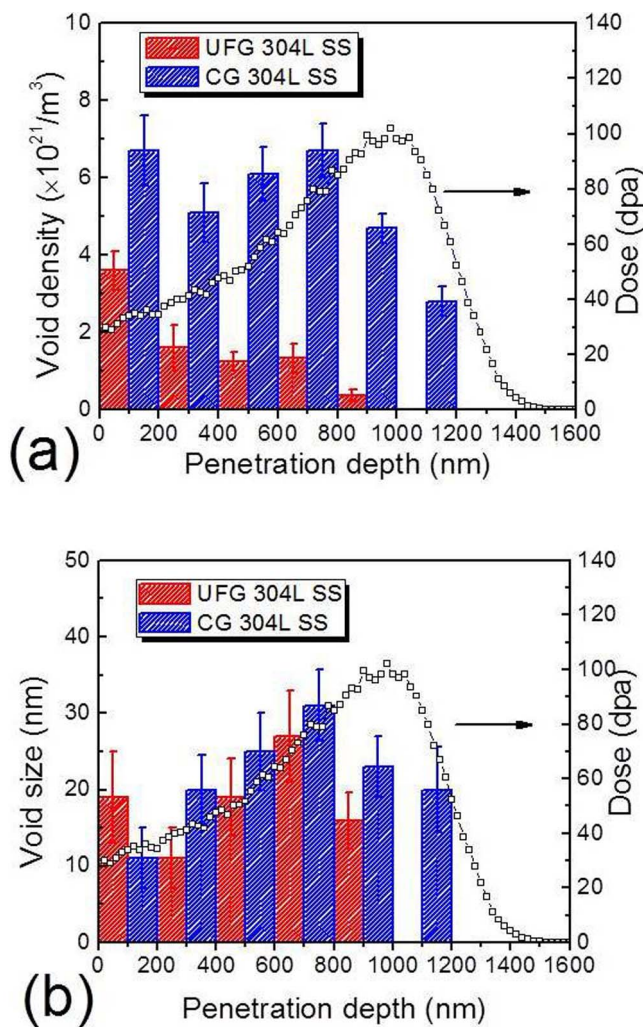 UFG 304L SS
CG 304L SS
10
8
6
4
2
0
Void density (×10²¹/m³)
140
120
100
80
60
40
20
0
Dose (dpa)
0 200 400 600 800 1000 1200 1400 1600
Penetration depth (nm)
(a)
UFG 304L SS
CG 304L SS
50
40
30
20
10
0
Void size (nm)
140
120
100
80
60
40
20
0
Dose (dpa)
0 200 400 600 800 1000 1200 1400 1600
Penetration depth (nm)
(b)